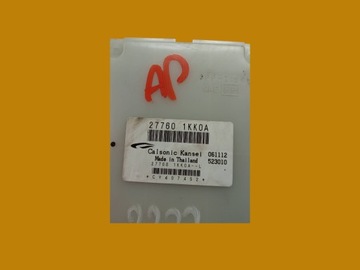 AP
27760 1KK0A
Calsonic Kansei 061112
Made in Thailand 523010
27760 1KK0A--L